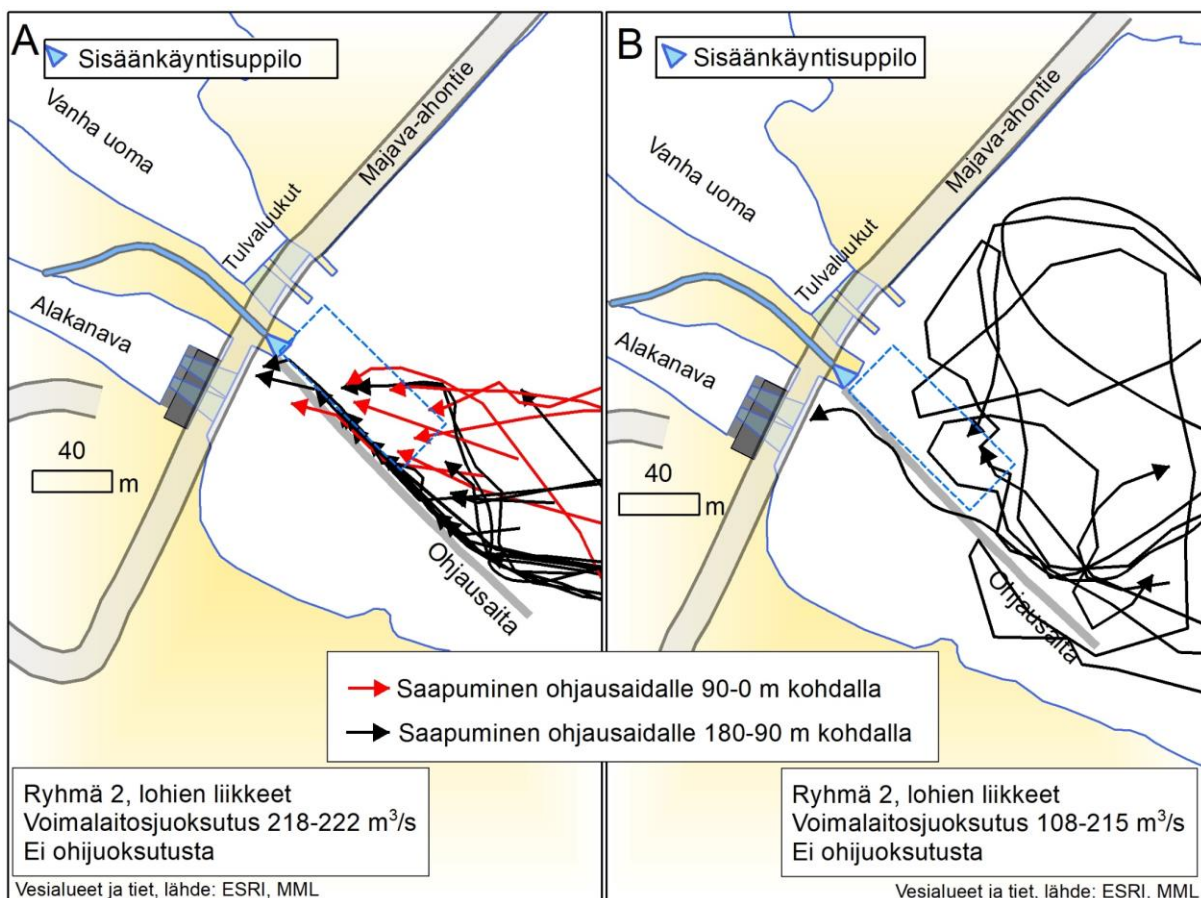 A
Sisäänkäyntisuppilo
Vanha uoma
Majava-ahontie
Tulvaluukut
Alakanava
40
m
Ohjausaita
B
Sisäänkäyntisuppilo
Vanha uoma
Majava-ahontie
Tulvaluukut
Alakanava
40
m
Ohjausaita
Saapuminen ohjausaidalle 90-0 m kohdalla
Saapuminen ohjausaidalle 180-90 m kohdalla
Ryhmä 2, lohien liikkeet
Voimalaitosjuoksutus 218-222 m³/s
Ei ohijuoksutusta
Vesialueet ja tiet, lähde: ESRI, MML
Ryhmä 2, lohien liikkeet
Voimalaitosjuoksutus 108-215 m³/s
Ei ohijuoksutusta
Vesialueet ja tiet, lähde: ESRI, MML